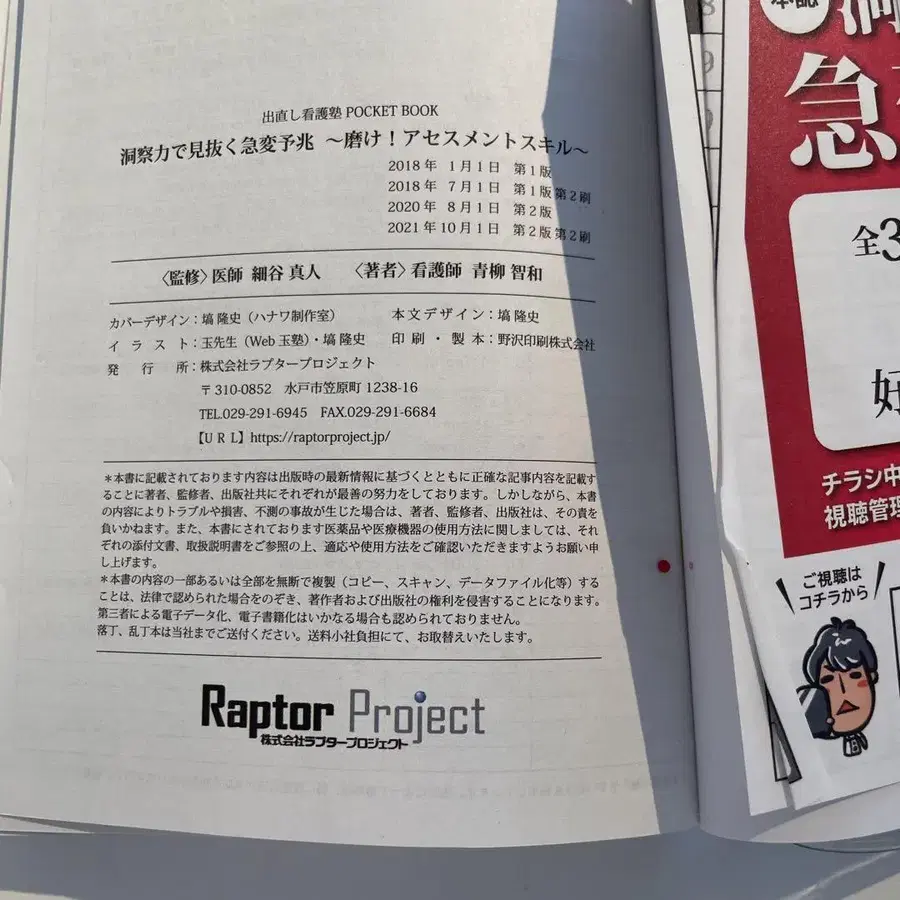 出直し看護塾 POCKET BOOK
洞察力で見抜く急変予兆 ～磨け！アセスメントスキル～
2018年 1月1日 第1版
2018年 7月1日 第1版 第2刷
2020年 8月1日 第2版
2021年10月1日 第2版 第2刷
〈監修〉医師 細谷 真人 〈著者〉看護師 青柳 智和
カバーデザイン：塙 隆史（ハナワ制作室） 本文デザイン：塙 隆史
イラスト：玉先生（Web 玉塾）・塙 隆史 印刷・製本：野沢印刷株式会社
発行所：株式会社ラプタープロジェクト
〒310-0852 水戸市笠原町 1238-16
TEL.029-291-6945 FAX.029-291-6684
【URL】https://raptorproject.jp/
＊本書に記載されております内容は出版時の最新情報に基づくとともに正確な記事内容を記載す
ることに著者、監修者、出版社共にそれぞれが最善の努力をしております。しかしながら、本書
の内容によりトラブルや損害、不測の事故が生じた場合は、著者、監修者、出版社は、その責を
負いかねます。また、本書にされております医薬品や医療機器の使用方法に関しましては、それ
ぞれの添付文書、取扱説明書をご参照の上、適応や使用方法をご確認いただきますようお願い申
し上げます。
＊本書の内容の一部あるいは全部を無断で複製（コピー、スキャン、データファイル化等）する
ことは、法律で認められた場合をのぞき、著作者および出版社の権利を侵害することになります。
第三者による電子データ化、電子書籍化はいかなる場合も認められておりません。
落丁、乱丁本は当社までご送付ください。送料小社負担にて、お取替えいたします。
Raptor Project
株式会社ラプタープロジェクト
8
9
急
全3
チラシ中
視聴管理
ご視聴は
コチラから